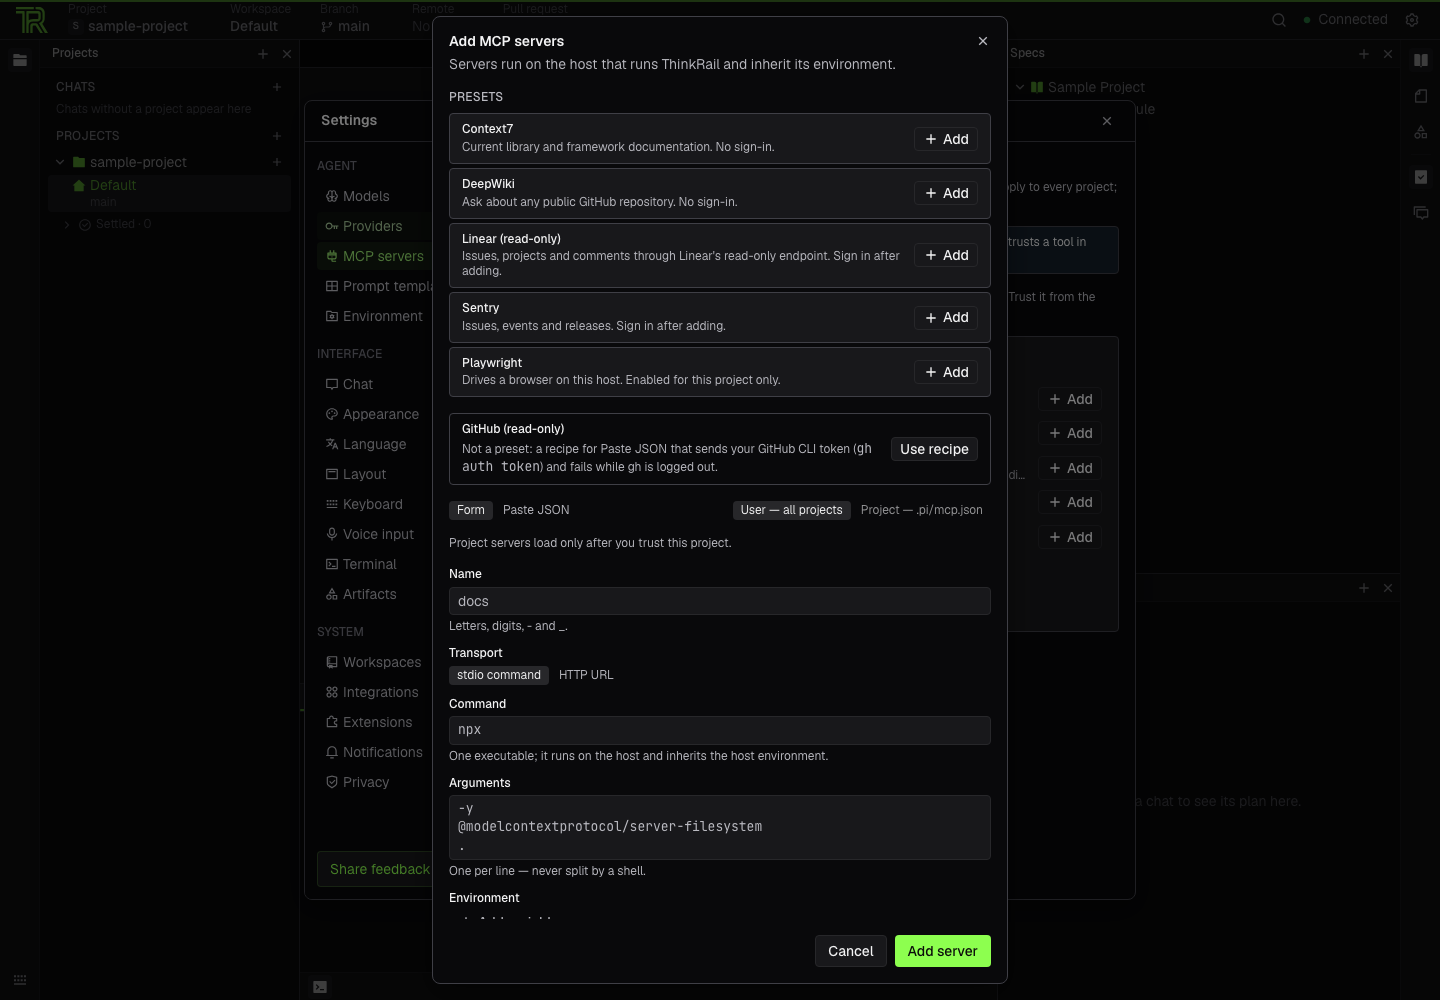 Project
sample-project
Workspace
Default
Branch
main
Remote
No
Pull request
Connected
Projects
CHATS
Chats without a project appear here
PROJECTS
sample-project
Default
main
Settled · 0
Settings
AGENT
Models
Providers
MCP servers
Prompt templa
Environment
INTERFACE
Chat
Appearance
Language
Layout
Keyboard
Voice input
Terminal
Artifacts
SYSTEM
Workspaces
Integrations
Extensions
Notifications
Privacy
Share feedback
Add MCP servers
Servers run on the host that runs ThinkRail and inherit its environment.
PRESETS
Context7
Current library and framework documentation. No sign-in.
Add
DeepWiki
Ask about any public GitHub repository. No sign-in.
Add
Linear (read-only)
Issues, projects and comments through Linear's read-only endpoint. Sign in after
adding.
Add
Sentry
Issues, events and releases. Sign in after adding.
Add
Playwright
Drives a browser on this host. Enabled for this project only.
Add
GitHub (read-only)
Not a preset: a recipe for Paste JSON that sends your GitHub CLI token (gh
auth token) and fails while gh is logged out.
Use recipe
Form
Paste JSON
User — all projects
Project — .pi/mcp.json
Project servers load only after you trust this project.
Name
docs
Letters, digits, - and _.
Transport
stdio command
HTTP URL
Command
npx
One executable; it runs on the host and inherits the host environment.
Arguments
-y
@modelcontextprotocol/server-filesystem
.
One per line — never split by a shell.
Environment
Cancel
Add server
Specs
Sample Project
ule
ply to every project;
trusts a tool in
Trust it from the
Add
Add
di...
Add
Add
Add
a chat to see its plan here.